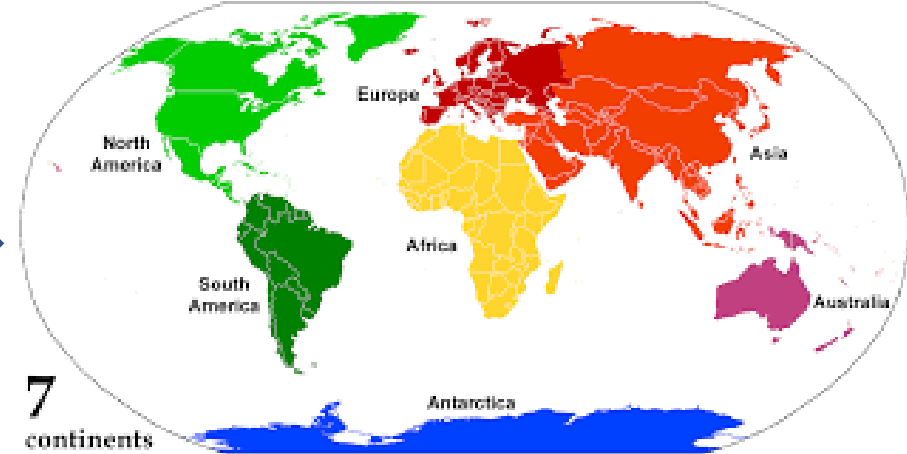 Europe
North
America
Asia
Africa
South
America
Australia
7
Antarctica
continents